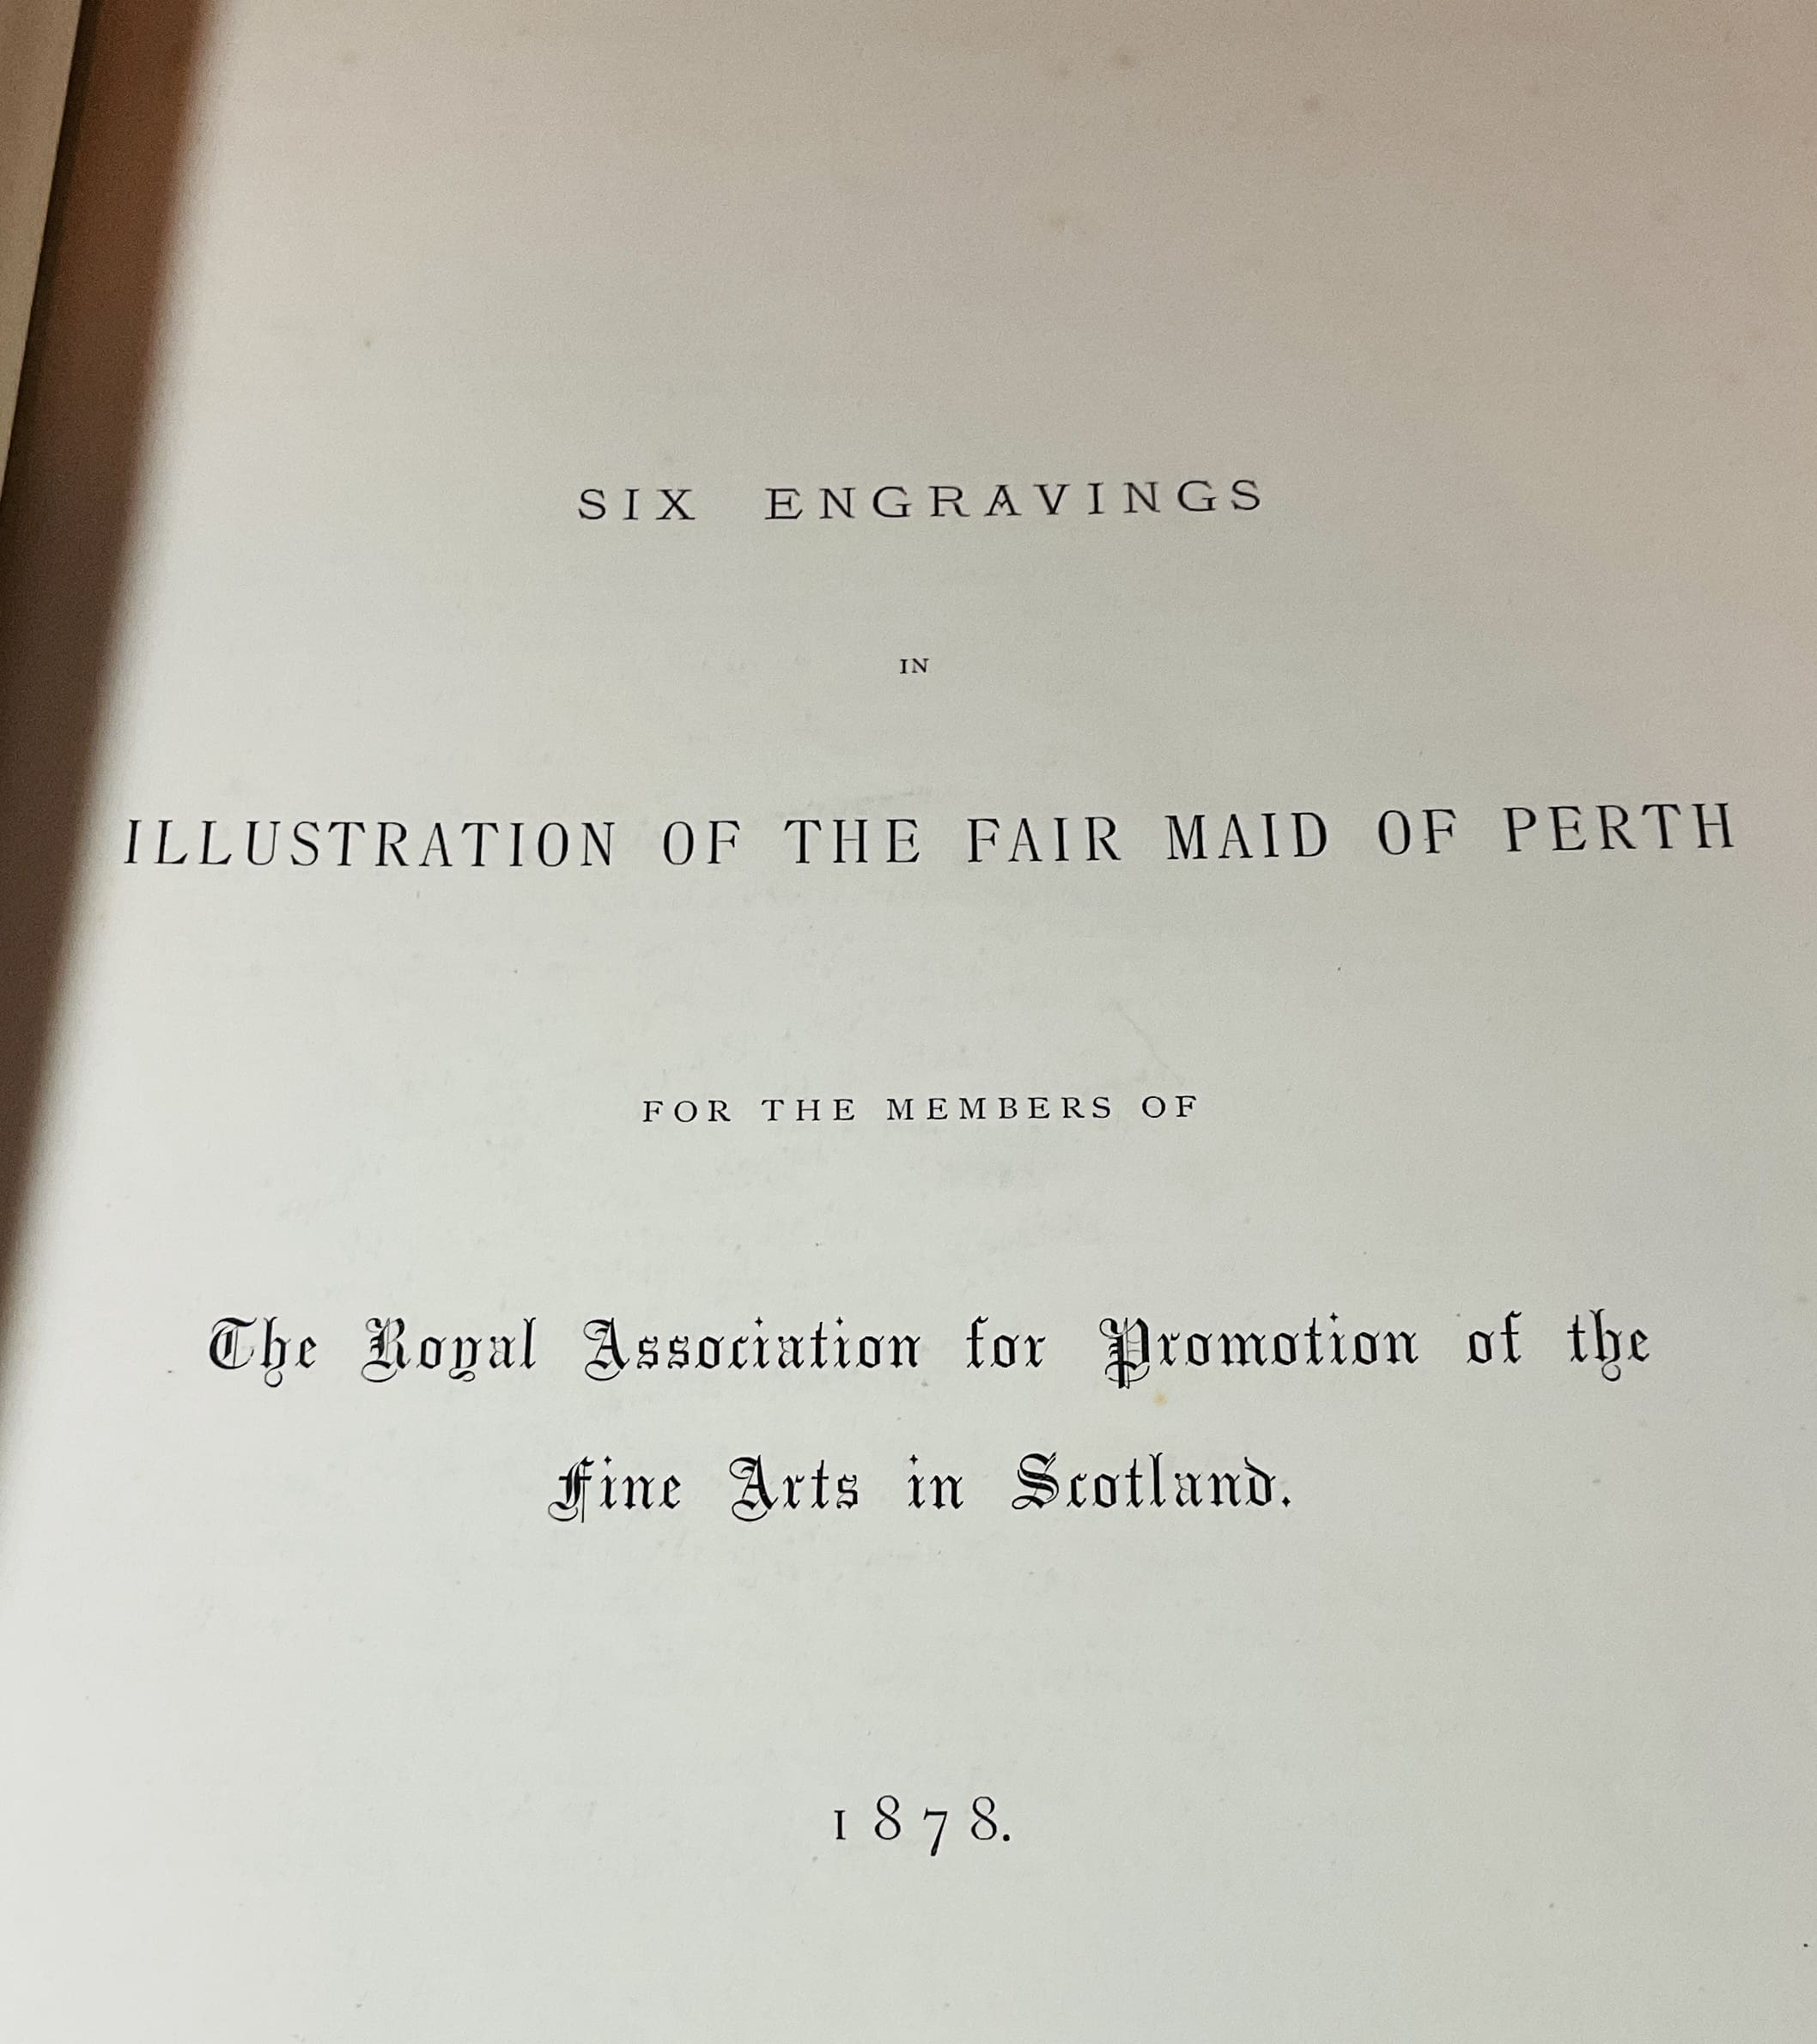 SIX ENGRAVINGS
IN
ILLUSTRATION OF THE FAIR MAID OF PERTH
FOR THE MEMBERS OF
The Royal Association for Promotion of the
Fine Arts in Scotland.
1878.